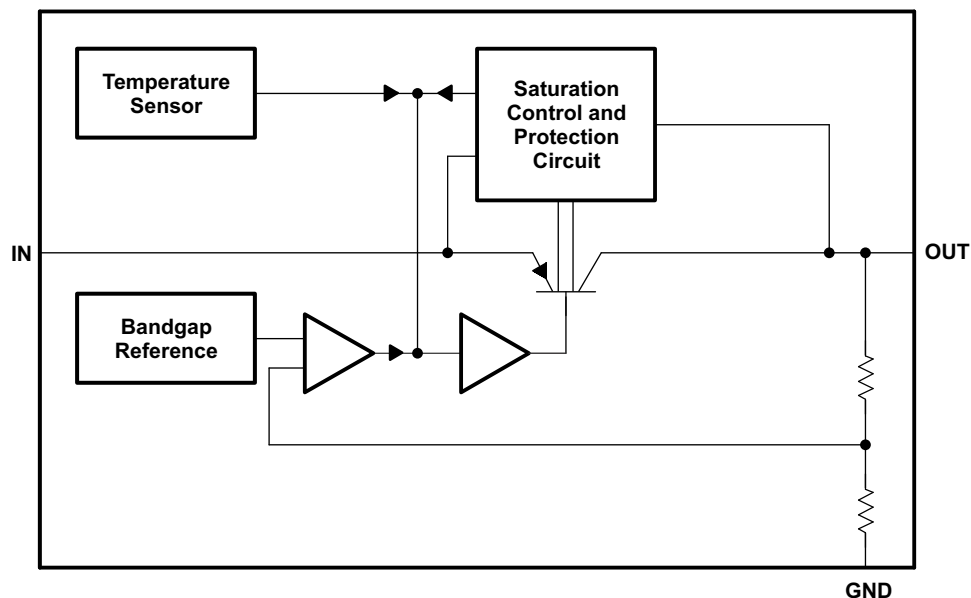 Temperature
Sensor
Saturation
Control and
Protection
Circuit
IN
OUT
Bandgap
Reference
GND